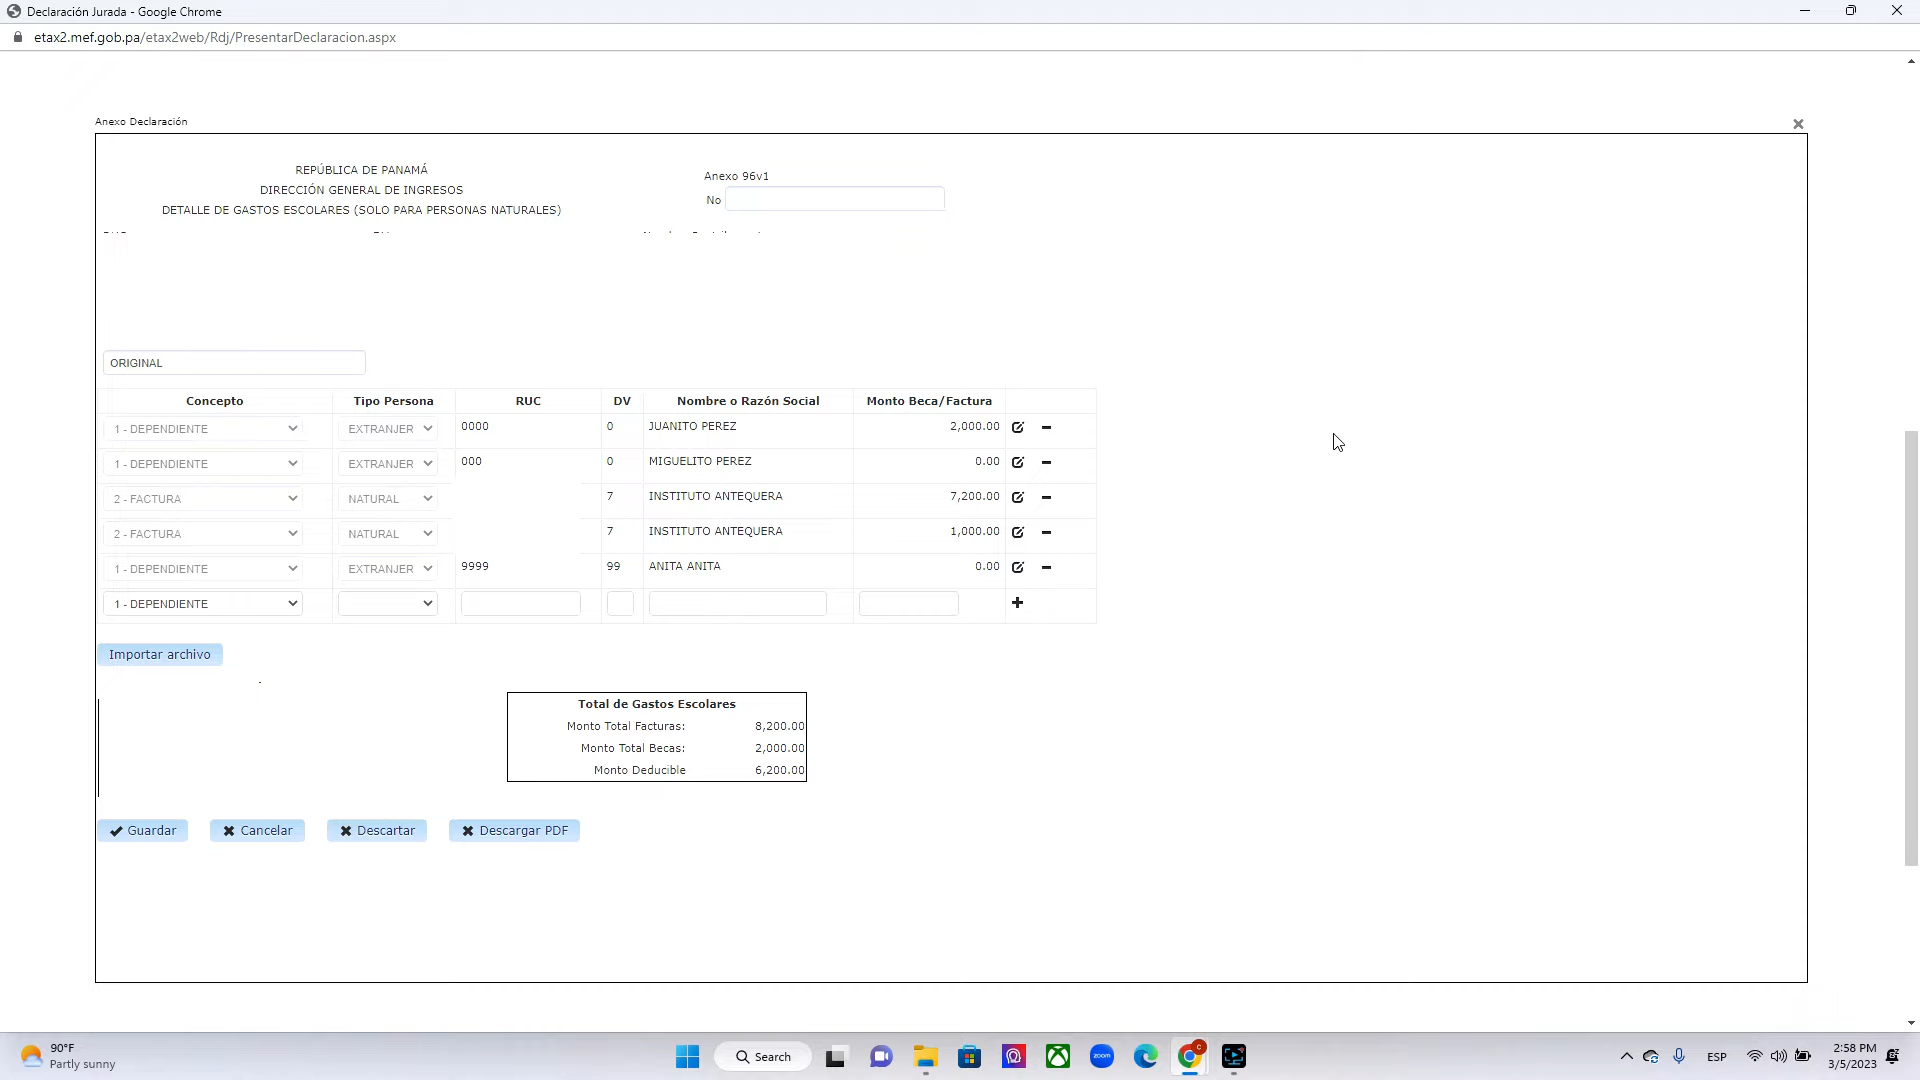 Declaración Jurada - Google Chrome
etax2.mef.gob.pa/etax2web/Rdj/PresentarDeclaracion.aspx
Anexo Declaración
REPÚBLICA DE PANAMÁ
DIRECCIÓN GENERAL DE INGRESOS
DETALLE DE GASTOS ESCOLARES (SOLO PARA PERSONAS NATURALES)
Anexo 96v1
No
ORIGINAL
Concepto Tipo Persona RUC DV Nombre o Razón Social Monto Beca/Factura
1 - DEPENDIENTE EXTRANJER 0000 0 JUANITO PEREZ 2,000.00
1 - DEPENDIENTE EXTRANJER 000 0 MIGUELITO PEREZ 0.00
2 - FACTURA NATURAL 7 INSTITUTO ANTEQUERA 7,200.00
2 - FACTURA NATURAL 7 INSTITUTO ANTEQUERA 1,000.00
1 - DEPENDIENTE EXTRANJER 9999 99 ANITA ANITA 0.00
1 - DEPENDIENTE
Importar archivo
Total de Gastos Escolares
Monto Total Facturas: 8,200.00
Monto Total Becas: 2,000.00
Monto Deducible 6,200.00
Guardar Cancelar Descartar Descargar PDF
90°F
Partly sunny
Search
zoom
C
ESP
2:58 PM
3/5/2023